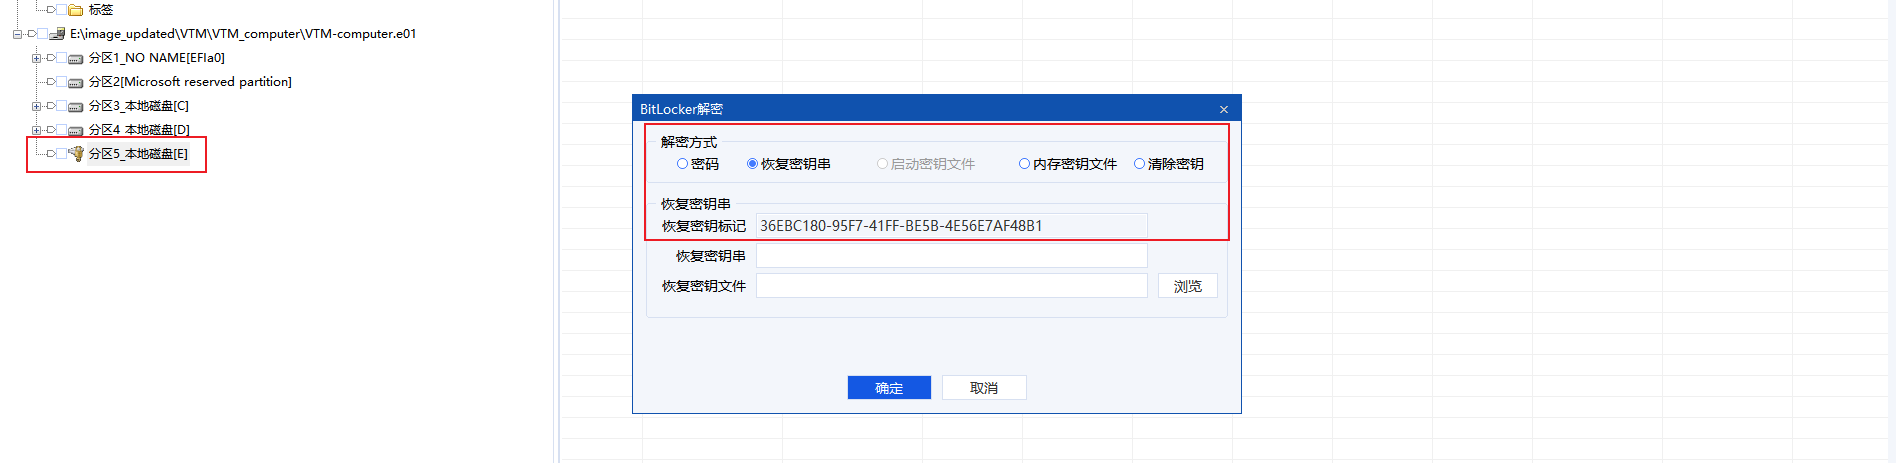 标签
E:\image_updated\VTM\VTM_computer\VTM-computer.e01
分区1_NO NAME[EFIa0]
分区2[Microsoft reserved partition]
分区3_本地磁盘[C]
分区4_本地磁盘[D]
分区5_本地磁盘[E]
BitLocker解密 ×
解密方式
密码 恢复密钥串 启动密钥文件 内存密钥文件 清除密钥
恢复密钥串
恢复密钥标记 36EBC180-95F7-41FF-BE5B-4E56E7AF48B1
恢复密钥串
恢复密钥文件 浏览
确定 取消